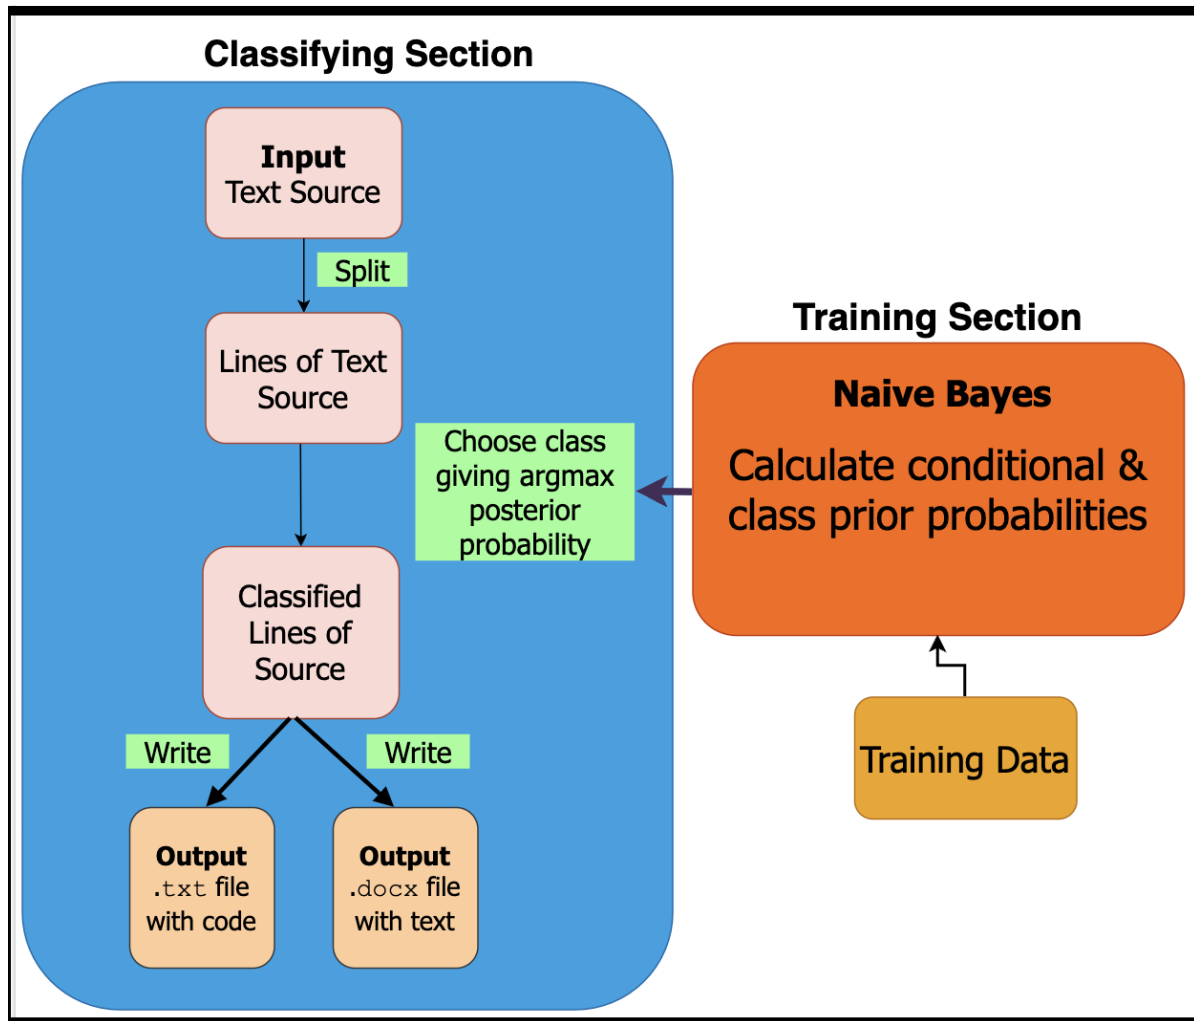 Classifying Section
Input
Text Source
Split
Lines of Text
Source
Choose class
giving argmax
posterior
probability
Classified
Lines of
Source
Write
Write
Output
.txt file
with code
Output
.docx file
with text
Training Section
Naive Bayes
Calculate conditional &
class prior probabilities
Training Data